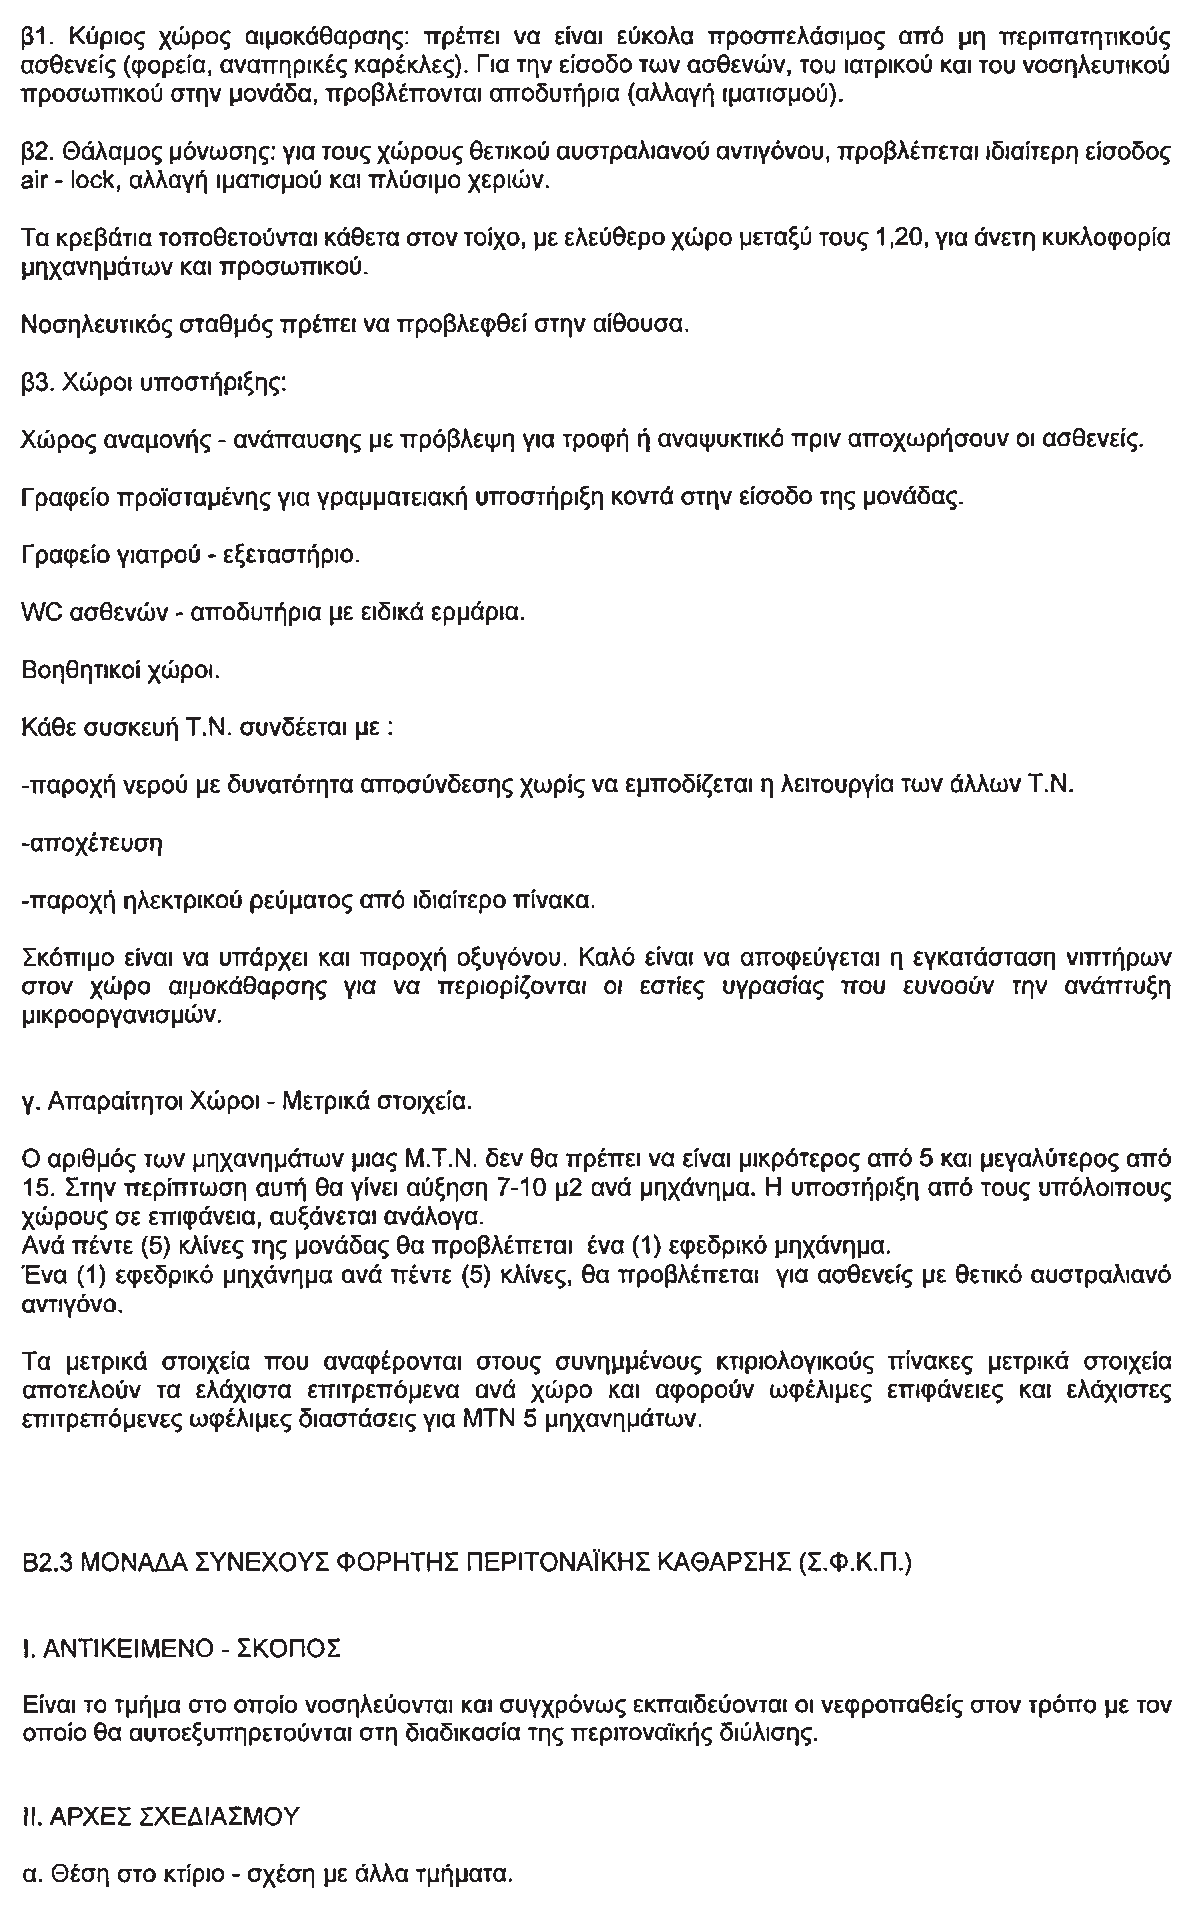 β1. Κύριος χώρος αιμοκάθαρσης: πρέπει να είναι εύκολα προσπελάσιμος από μη περιπατητικούς
ασθενείς (φορεία, αναπηρικές καρέκλες). Για την είσοδο των ασθενών, του ιατρικού και του νοσηλευτικού
προσωπικού στην μονάδα, προβλέπονται αποδυτήρια (αλλαγή ιματισμού).
β2. Θάλαμος μόνωσης: για τους χώρους θετικού αυστραλιανού αντιγόνου, προβλέπεται ιδιαίτερη είσοδος
air - lock, αλλαγή ιματισμού και πλύσιμο χεριών.
Τα κρεβάτια τοποθετούνται κάθετα στον τοίχο, με ελεύθερο χώρο μεταξύ τους 1,20, για άνετη κυκλοφορία
μηχανημάτων και προσωπικού.
Νοσηλευτικός σταθμός πρέπει να προβλεφθεί στην αίθουσα.
β3. Χώροι υποστήριξης:
Χώρος αναμονής - ανάπαυσης με πρόβλεψη για τροφή ή αναψυκτικό πριν αποχωρήσουν οι ασθενείς.
Γραφείο προϊσταμένης για γραμματειακή υποστήριξη κοντά στην είσοδο της μονάδας.
Γραφείο γιατρού - εξεταστήριο.
WC ασθενών - αποδυτήρια με ειδικά ερμάρια.
Βοηθητικοί χώροι.
Κάθε συσκευή Τ.Ν. συνδέεται με :
-παροχή νερού με δυνατότητα αποσύνδεσης χωρίς να εμποδίζεται η λειτουργία των άλλων Τ.Ν.
-αποχέτευση
-παροχή ηλεκτρικού ρεύματος από ιδιαίτερο πίνακα.
Σκόπιμο είναι να υπάρχει και παροχή οξυγόνου. Καλό είναι να αποφεύγεται η εγκατάσταση νιπτήρων
στον χώρο αιμοκάθαρσης για να περιορίζονται οι εστίες υγρασίας που ευνοούν την ανάπτυξη
μικροοργανισμών.
γ. Απαραίτητοι Χώροι - Μετρικά στοιχεία.
Ο αριθμός των μηχανημάτων μιας Μ.Τ.Ν. δεν θα πρέπει να είναι μικρότερος από 5 και μεγαλύτερος από
15. Στην περίπτωση αυτή θα γίνει αύξηση 7-10 μ2 ανά μηχάνημα. Η υποστήριξη από τους υπόλοιπους
χώρους σε επιφάνεια, αυξάνεται ανάλογα.
Ανά πέντε (5) κλίνες της μονάδας θα προβλέπεται ένα (1) εφεδρικό μηχάνημα.
Ένα (1) εφεδρικό μηχάνημα ανά πέντε (5) κλίνες, θα προβλέπεται για ασθενείς με θετικό αυστραλιανό
αντιγόνο.
Τα μετρικά στοιχεία που αναφέρονται στους συνημμένους κτιριολογικούς πίνακες μετρικά στοιχεία
αποτελούν τα ελάχιστα επιτρεπόμενα ανά χώρο και αφορούν ωφέλιμες επιφάνειες και ελάχιστες
επιτρεπόμενες ωφέλιμες διαστάσεις για ΜΤΝ 5 μηχανημάτων.
Β2.3 ΜΟΝΑΔΑ ΣΥΝΕΧΟΥΣ ΦΟΡΗΤΗΣ ΠΕΡΙΤΟΝΑΪΚΗΣ ΚΑΘΑΡΣΗΣ (Σ.Φ.Κ.Π.)
Ι. ΑΝΤΙΚΕΙΜΕΝΟ - ΣΚΟΠΟΣ
Είναι το τμήμα στο οποίο νοσηλεύονται και συγχρόνως εκπαιδεύονται οι νεφροπαθείς στον τρόπο με τον
οποίο θα αυτοεξυπηρετούνται στη διαδικασία της περιτοναϊκής διύλισης.
ΙΙ. ΑΡΧΕΣ ΣΧΕΔΙΑΣΜΟΥ
α. Θέση στο κτίριο - σχέση με άλλα τμήματα.